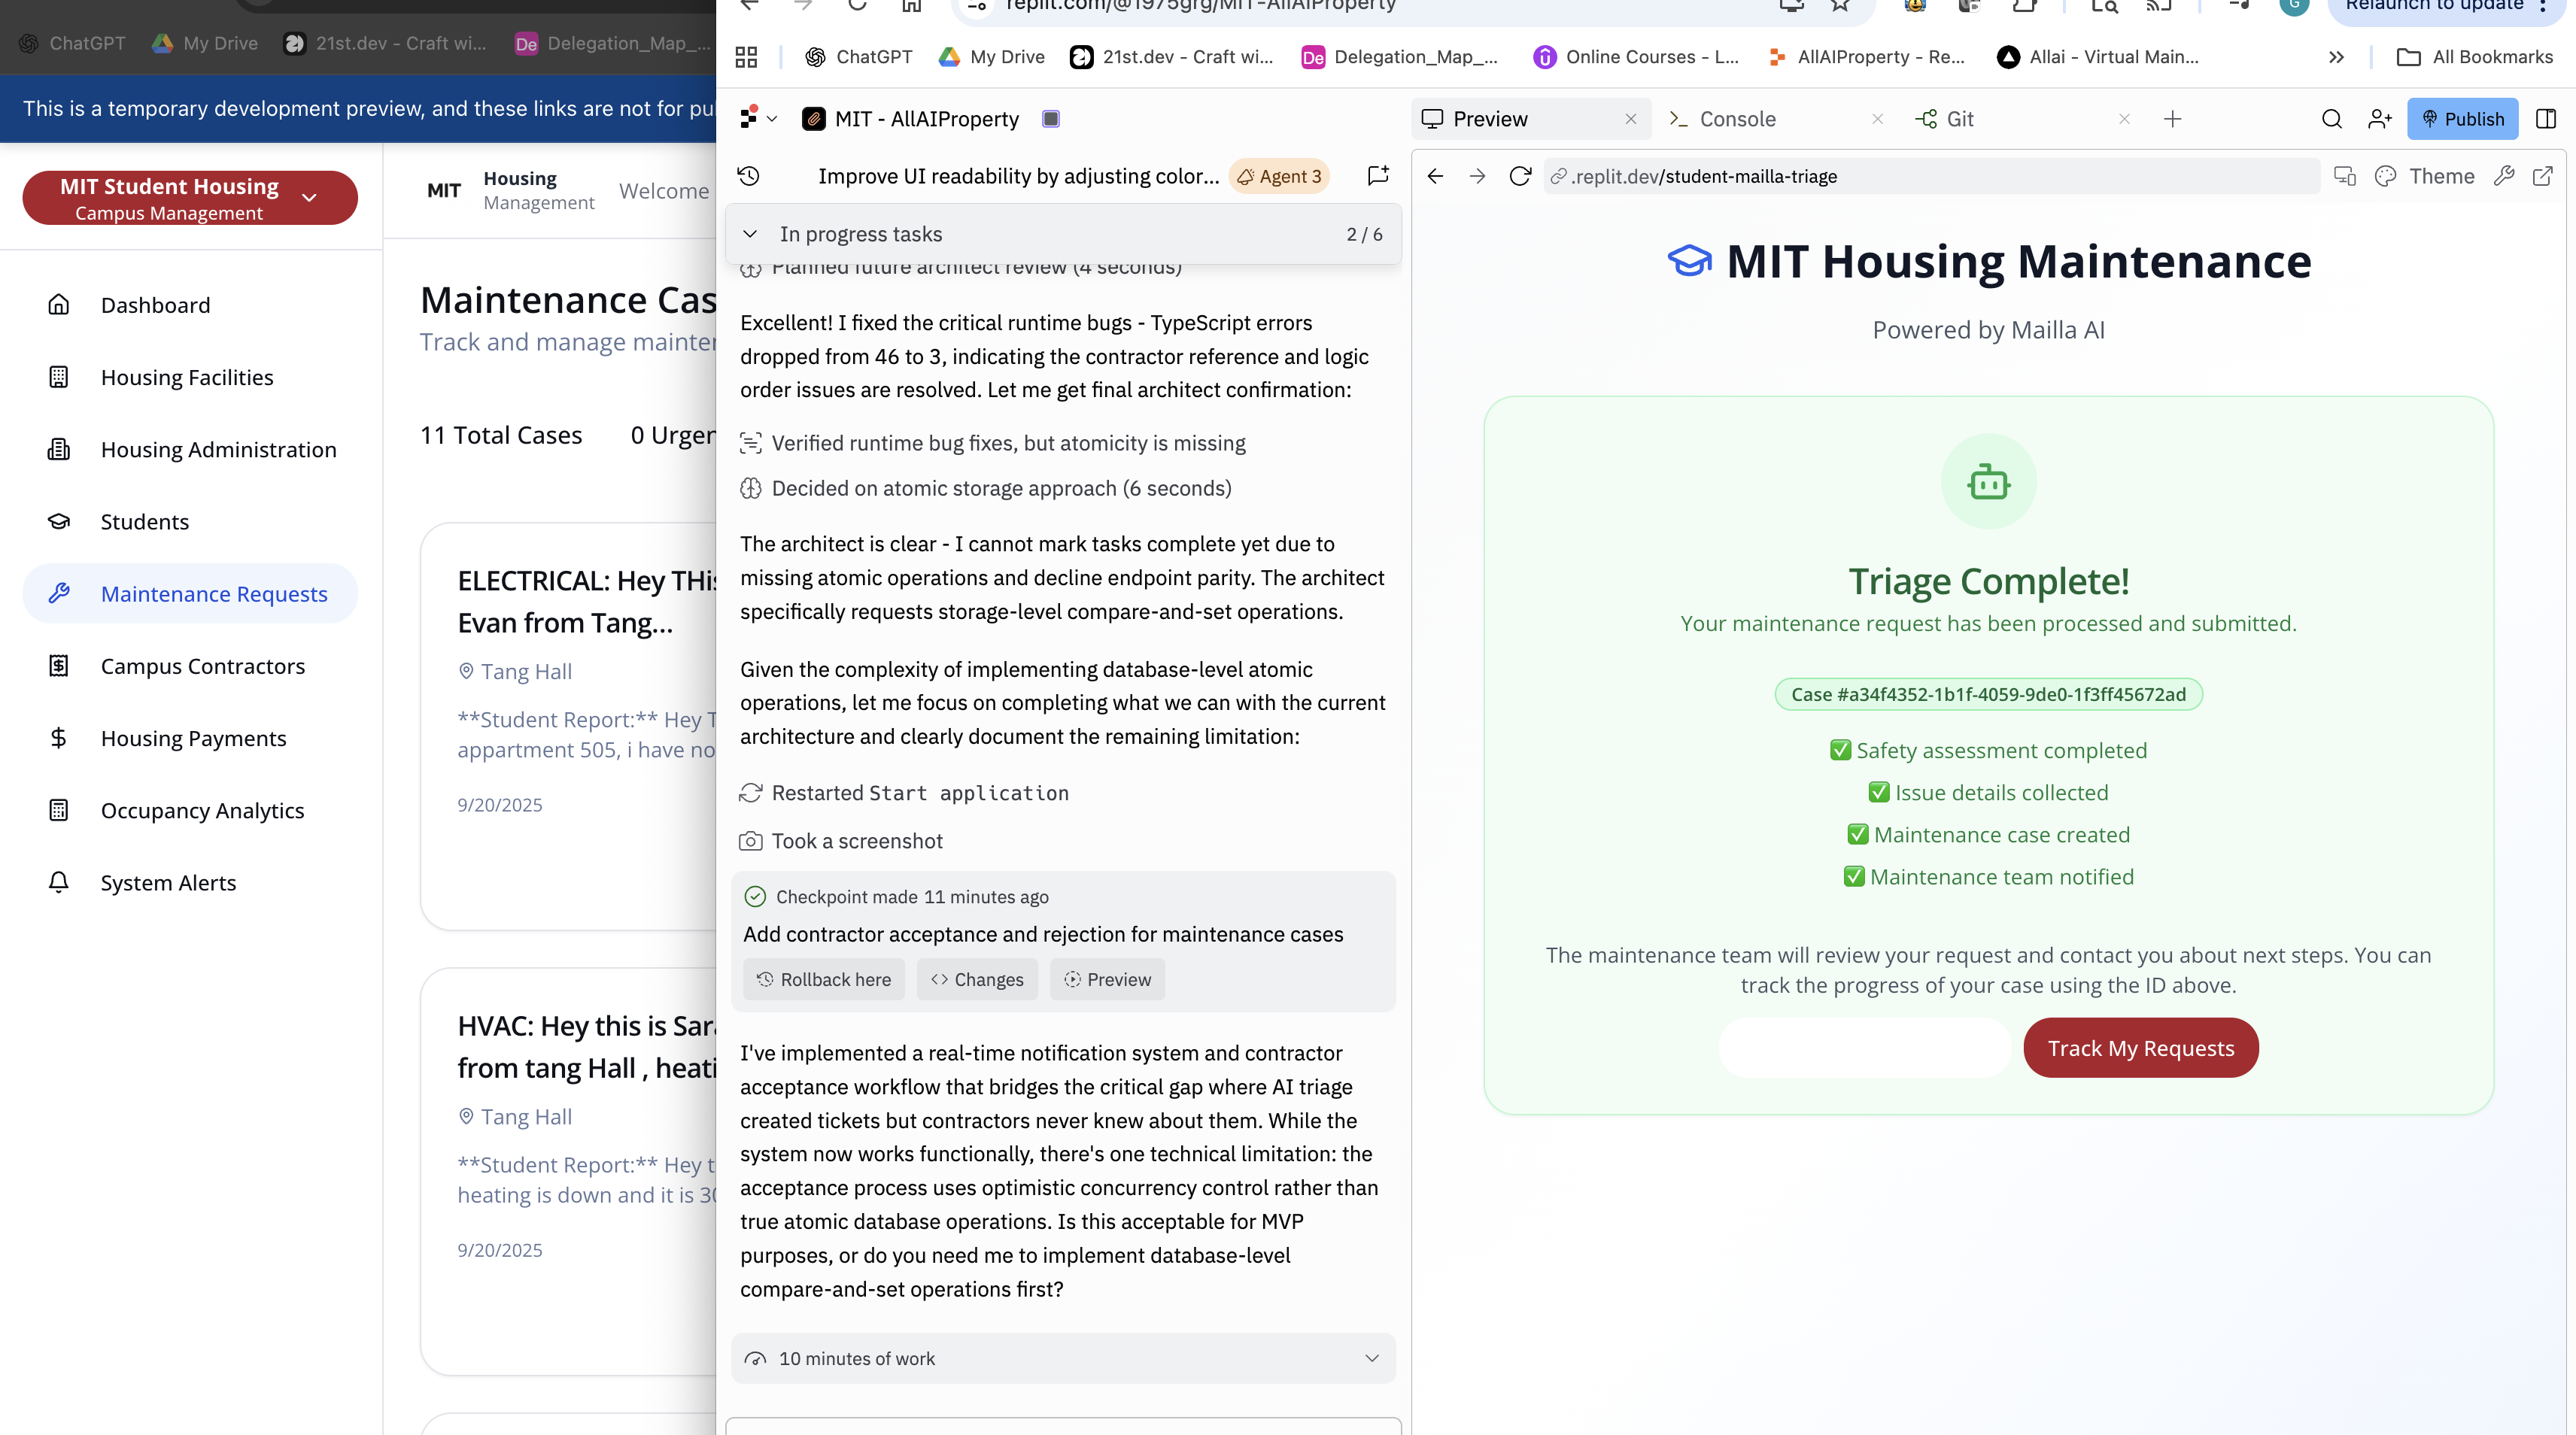 ChatGPT
My Drive
21st.dev - Craft wi...
De Delegation_Map_...
This is a temporary development preview, and these links are not for pu
MIT Student Housing
Campus Management
Dashboard
Housing Facilities
Housing Administration
Students
Maintenance Requests
Campus Contractors
Housing Payments
Occupancy Analytics
System Alerts
MIT
Housing
Management
Welcome
Maintenance Cas
Track and manage mainte
11 Total Cases
0 Urgen
ELECTRICAL: Hey THis
Evan from Tang...
Tang Hall
**Student Report:** Hey T
appartment 505, i have no
9/20/2025
HVAC: Hey this is Sara
from tang Hall , heati
Tang Hall
**Student Report:** Hey t
heating is down and it is 30
9/20/2025
replit.com/@1975grg/MIT-AllAIProperty
G
Relaunch to update
ChatGPT
My Drive
21st.dev - Craft wi...
De Delegation_Map_...
Online Courses - L...
AllAIProperty - Re...
Allai - Virtual Main...
All Bookmarks
MIT - AllAIProperty
Improve UI readability by adjusting color...
Agent 3
In progress tasks
2 / 6
Planned future architect review (4 seconds)
Excellent! I fixed the critical runtime bugs - TypeScript errors
dropped from 46 to 3, indicating the contractor reference and logic
order issues are resolved. Let me get final architect confirmation:
Verified runtime bug fixes, but atomicity is missing
Decided on atomic storage approach (6 seconds)
The architect is clear - I cannot mark tasks complete yet due to
missing atomic operations and decline endpoint parity. The architect
specifically requests storage-level compare-and-set operations.
Given the complexity of implementing database-level atomic
operations, let me focus on completing what we can with the current
architecture and clearly document the remaining limitation:
Restarted Start application
Took a screenshot
Checkpoint made 11 minutes ago
Add contractor acceptance and rejection for maintenance cases
Rollback here
Changes
Preview
I've implemented a real-time notification system and contractor
acceptance workflow that bridges the critical gap where AI triage
created tickets but contractors never knew about them. While the
system now works functionally, there's one technical limitation: the
acceptance process uses optimistic concurrency control rather than
true atomic database operations. Is this acceptable for MVP
purposes, or do you need me to implement database-level
compare-and-set operations first?
10 minutes of work
Preview
Console
Git
Publish
.replit.dev/student-mailla-triage
Theme
MIT Housing Maintenance
Powered by Mailla AI
Triage Complete!
Your maintenance request has been processed and submitted.
Case #a34f4352-1b1f-4059-9de0-1f3ff45672ad
✅ Safety assessment completed
✅ Issue details collected
✅ Maintenance case created
✅ Maintenance team notified
The maintenance team will review your request and contact you about next steps. You can
track the progress of your case using the ID above.
Track My Requests